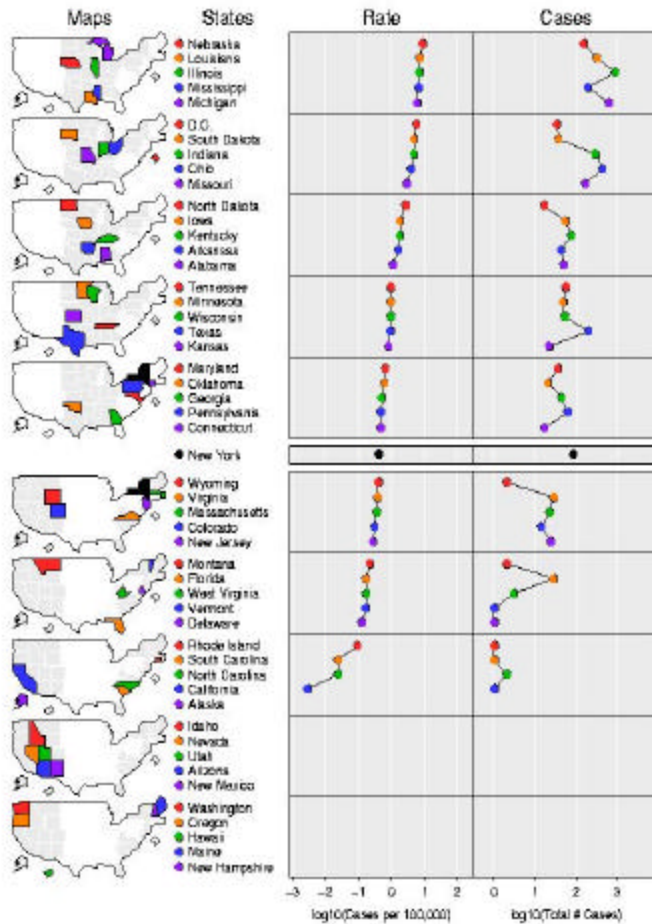 Maps States Rate Cases
Nebraska
Louisiana
Illinois
Mississippi
Michigan
D.C.
South Dakota
Indiana
Ohio
Missouri
North Dakota
Iowa
Kentucky
Arkansas
Alabama
Tennessee
Minnesota
Wisconsin
Texas
Kansas
Maryland
Oklahoma
Georgia
Pennsylvania
Connecticut
New York
Wyoming
Virginia
Massachusetts
Colorado
New Jersey
Montana
Florida
West Virginia
Vermont
Delaware
Rhode Island
South Carolina
North Carolina
California
Alaska
Idaho
Nevada
Utah
Arizona
New Mexico
Washington
Oregon
Hawaii
Maine
New Hampshire
-3 -2 -1 0 1 2 0 1 2 3
log10(Cases per 100,000) log10(Total # Cases)